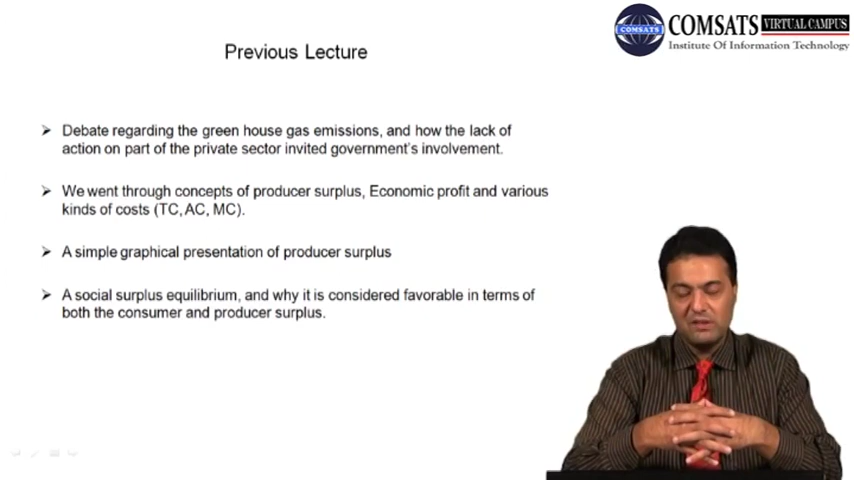 COMSATS VIRTUAL CAMPUS
Institute Of Information Technology
COMSATS
Previous Lecture
➢ Debate regarding the green house gas emissions, and how the lack of
action on part of the private sector invited government's involvement.
➢ We went through concepts of producer surplus, Economic profit and various
kinds of costs (TC, AC, MC).
➢ A simple graphical presentation of producer surplus
➢ A social surplus equilibrium, and why it is considered favorable in terms of
both the consumer and producer surplus.